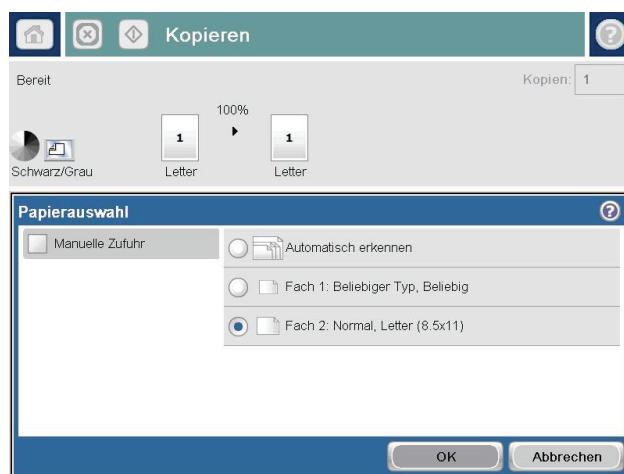 Kopieren
Bereit
Kopien: 1
100%
1
1
Schwarz/Grau
Letter
Letter
Papierauswahl
Manuelle Zufuhr
Automatisch erkennen
Fach 1: Beliebiger Typ, Beliebig
Fach 2: Normal, Letter (8.5x11)
OK
Abbrechen